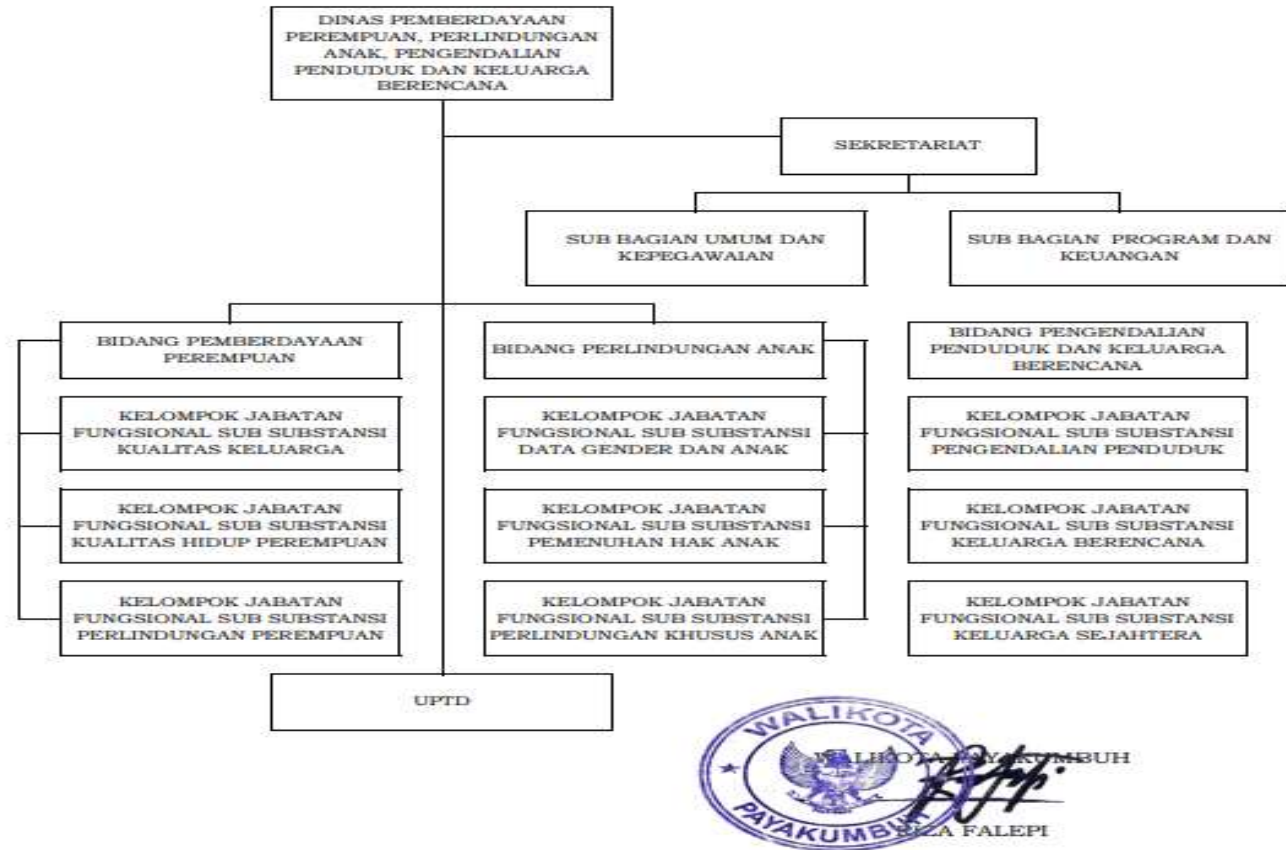 DINAS PEMBERDAYAAN
PEREMPUAN, PERLINDUNGAN
ANAK, PENGENDALIAN
PENDUDUK DAN KELUARGA
BERENCANA
SEKRETARIAT
SUB BAGIAN UMUM DAN
KEPEGAWAIAN
SUB BAGIAN PROGRAM DAN
KEUANGAN
BIDANG PEMBERDAYAAN
PEREMPUAN
KELOMPOK JABATAN
FUNGSIONAL SUB SUBSTANSI
KUALITAS KELUARGA
KELOMPOK JABATAN
FUNGSIONAL SUB SUBSTANSI
KUALITAS HIDUP PEREMPUAN
KELOMPOK JABATAN
FUNGSIONAL SUB SUBSTANSI
PERLINDUNGAN PEREMPUAN
BIDANG PERLINDUNGAN ANAK
KELOMPOK JABATAN
FUNGSIONAL SUB SUBSTANSI
DATA GENDER DAN ANAK
KELOMPOK JABATAN
FUNGSIONAL SUB SUBSTANSI
PEMENUHAN HAK ANAK
KELOMPOK JABATAN
FUNGSIONAL SUB SUBSTANSI
PERLINDUNGAN KHUSUS ANAK
BIDANG PENGENDALIAN
PENDUDUK DAN KELUARGA
BERENCANA
KELOMPOK JABATAN
FUNGSIONAL SUB SUBSTANSI
PENGENDALIAN PENDUDUK
KELOMPOK JABATAN
FUNGSIONAL SUB SUBSTANSI
KELUARGA BERENCANA
KELOMPOK JABATAN
FUNGSIONAL SUB SUBSTANSI
KELUARGA SEJAHTERA
UPTD
WALIKOTA PAYAKUMBUH
RIZA FALEPI
WALIKOTA
PAYAKUMBUH